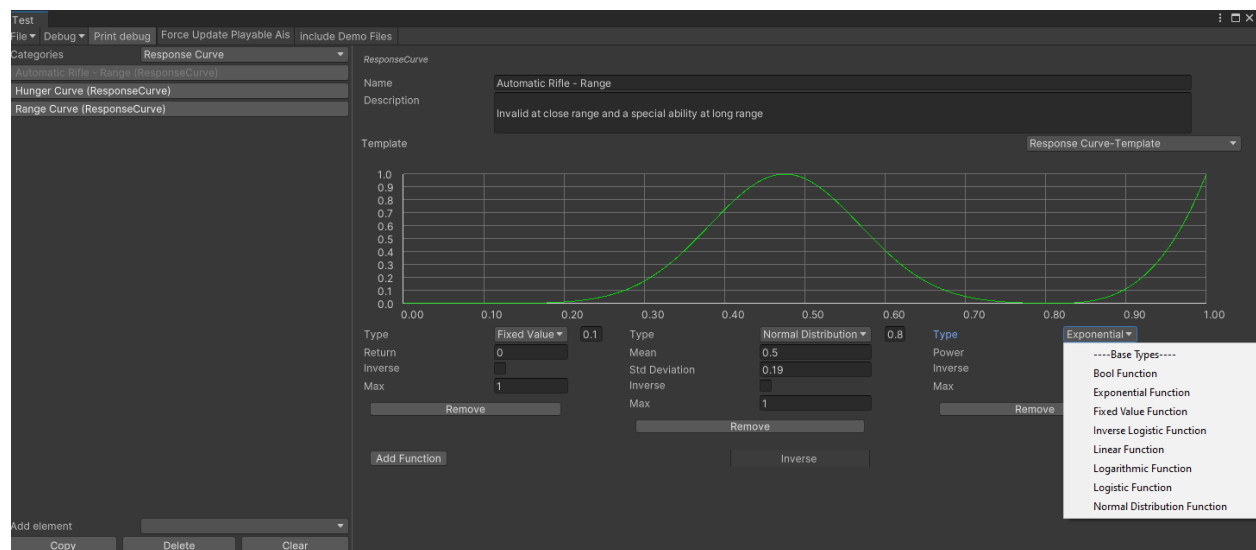 Test
File Debug Print debug Force Update Playable Ais include Demo Files
Categories Response Curve
Automatic Rifle - Range (ResponseCurve)
Hunger Curve (ResponseCurve)
Range Curve (ResponseCurve)
ResponseCurve
Name Automatic Rifle - Range
Description
Invalid at close range and a special ability at long range
Template Response Curve-Template
1.0
0.9
0.8
0.7
0.6
0.5
0.4
0.3
0.2
0.1
0.0
0.00 0.10 0.20 0.30 0.40 0.50 0.60 0.70 0.80 0.90 1.00
Type Fixed Value 0.1
Return 0
Inverse
Max 1
Remove
Type Normal Distribution 0.8
Mean 0.5
Std Deviation 0.19
Inverse
Max 1
Remove
Type Exponential
Power
Inverse
Max
Remove
----Base Types----
Bool Function
Exponential Function
Fixed Value Function
Inverse Logistic Function
Linear Function
Logarithmic Function
Logistic Function
Normal Distribution Function
Add Function Inverse
Add element
Copy Delete Clear